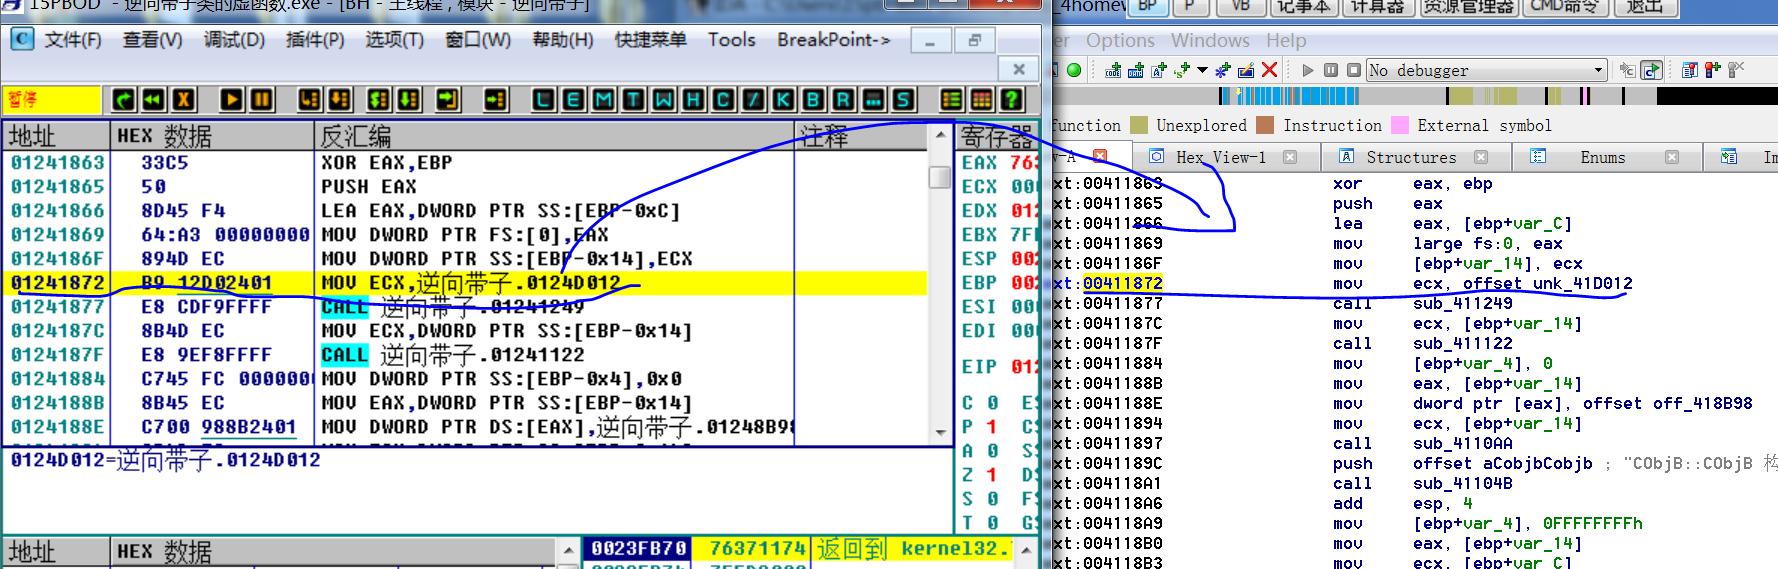 15PBOD - 逆向带子类的虚函数.exe - [BH - 主线程, 模块 - 逆向带子]
文件(F) 查看(V) 调试(D) 插件(P) 选项(T) 窗口(W) 帮助(H) 快捷菜单 Tools BreakPoint->
暂停 L E M T W H C / K B R ... S ?
地址 HEX 数据 反汇编 注释 寄存器
01241863 33C5 XOR EAX,EBP
01241865 50 PUSH EAX
01241866 8D45 F4 LEA EAX,DWORD PTR SS:[EBP-0xC]
01241869 64:A3 00000000 MOV DWORD PTR FS:[0],EAX
0124186F 894D EC MOV DWORD PTR SS:[EBP-0x14],ECX
01241872 B9 12D02401 MOV ECX,逆向带子.0124D012
01241877 E8 CDF9FFFF CALL 逆向带子.01241249
0124187C 8B4D EC MOV ECX,DWORD PTR SS:[EBP-0x14]
0124187F E8 9EF8FFFF CALL 逆向带子.01241122
01241884 C745 FC 0000000 MOV DWORD PTR SS:[EBP-0x4],0x0
0124188B 8B45 EC MOV EAX,DWORD PTR SS:[EBP-0x14]
0124188E C700 988B2401 MOV DWORD PTR DS:[EAX],逆向带子.01248B98
EAX 763
ECX 000
EDX 012
EBX 7FF
ESP 002
EBP 002
ESI 000
EDI 000
EIP 012
C 0 ES
P 1 CS
A 0 SS
Z 1 DS
S 0 FS
T 0 GS
0124D012=逆向带子.0124D012
地址 HEX 数据
0023FB70 76371174 返回到 kernel32.
_4homew BP P VB 记事本 计算器 资源管理器 CMD命令 退出
er Options Windows Help
No debugger
function Unexplored Instruction External symbol
w-A Hex View-1 Structures Enums Im
xt:00411863 xor eax, ebp
xt:00411865 push eax
xt:00411866 lea eax, [ebp+var_C]
xt:00411869 mov large fs:0, eax
xt:0041186F mov [ebp+var_14], ecx
xt:00411872 mov ecx, offset unk_41D012
xt:00411877 call sub_411249
xt:0041187C mov ecx, [ebp+var_14]
xt:0041187F call sub_411122
xt:00411884 mov [ebp+var_4], 0
xt:0041188B mov eax, [ebp+var_14]
xt:0041188E mov dword ptr [eax], offset off_418B98
xt:00411894 mov ecx, [ebp+var_14]
xt:00411897 call sub_4110AA
xt:0041189C push offset aCobjbCobjb ; "CObjB::CObjB 构
xt:004118A1 call sub_41104B
xt:004118A6 add esp, 4
xt:004118A9 mov [ebp+var_4], 0FFFFFFFFh
xt:004118B0 mov eax, [ebp+var_14]
xt:004118B3 mov ecx, [ebp+var_C]